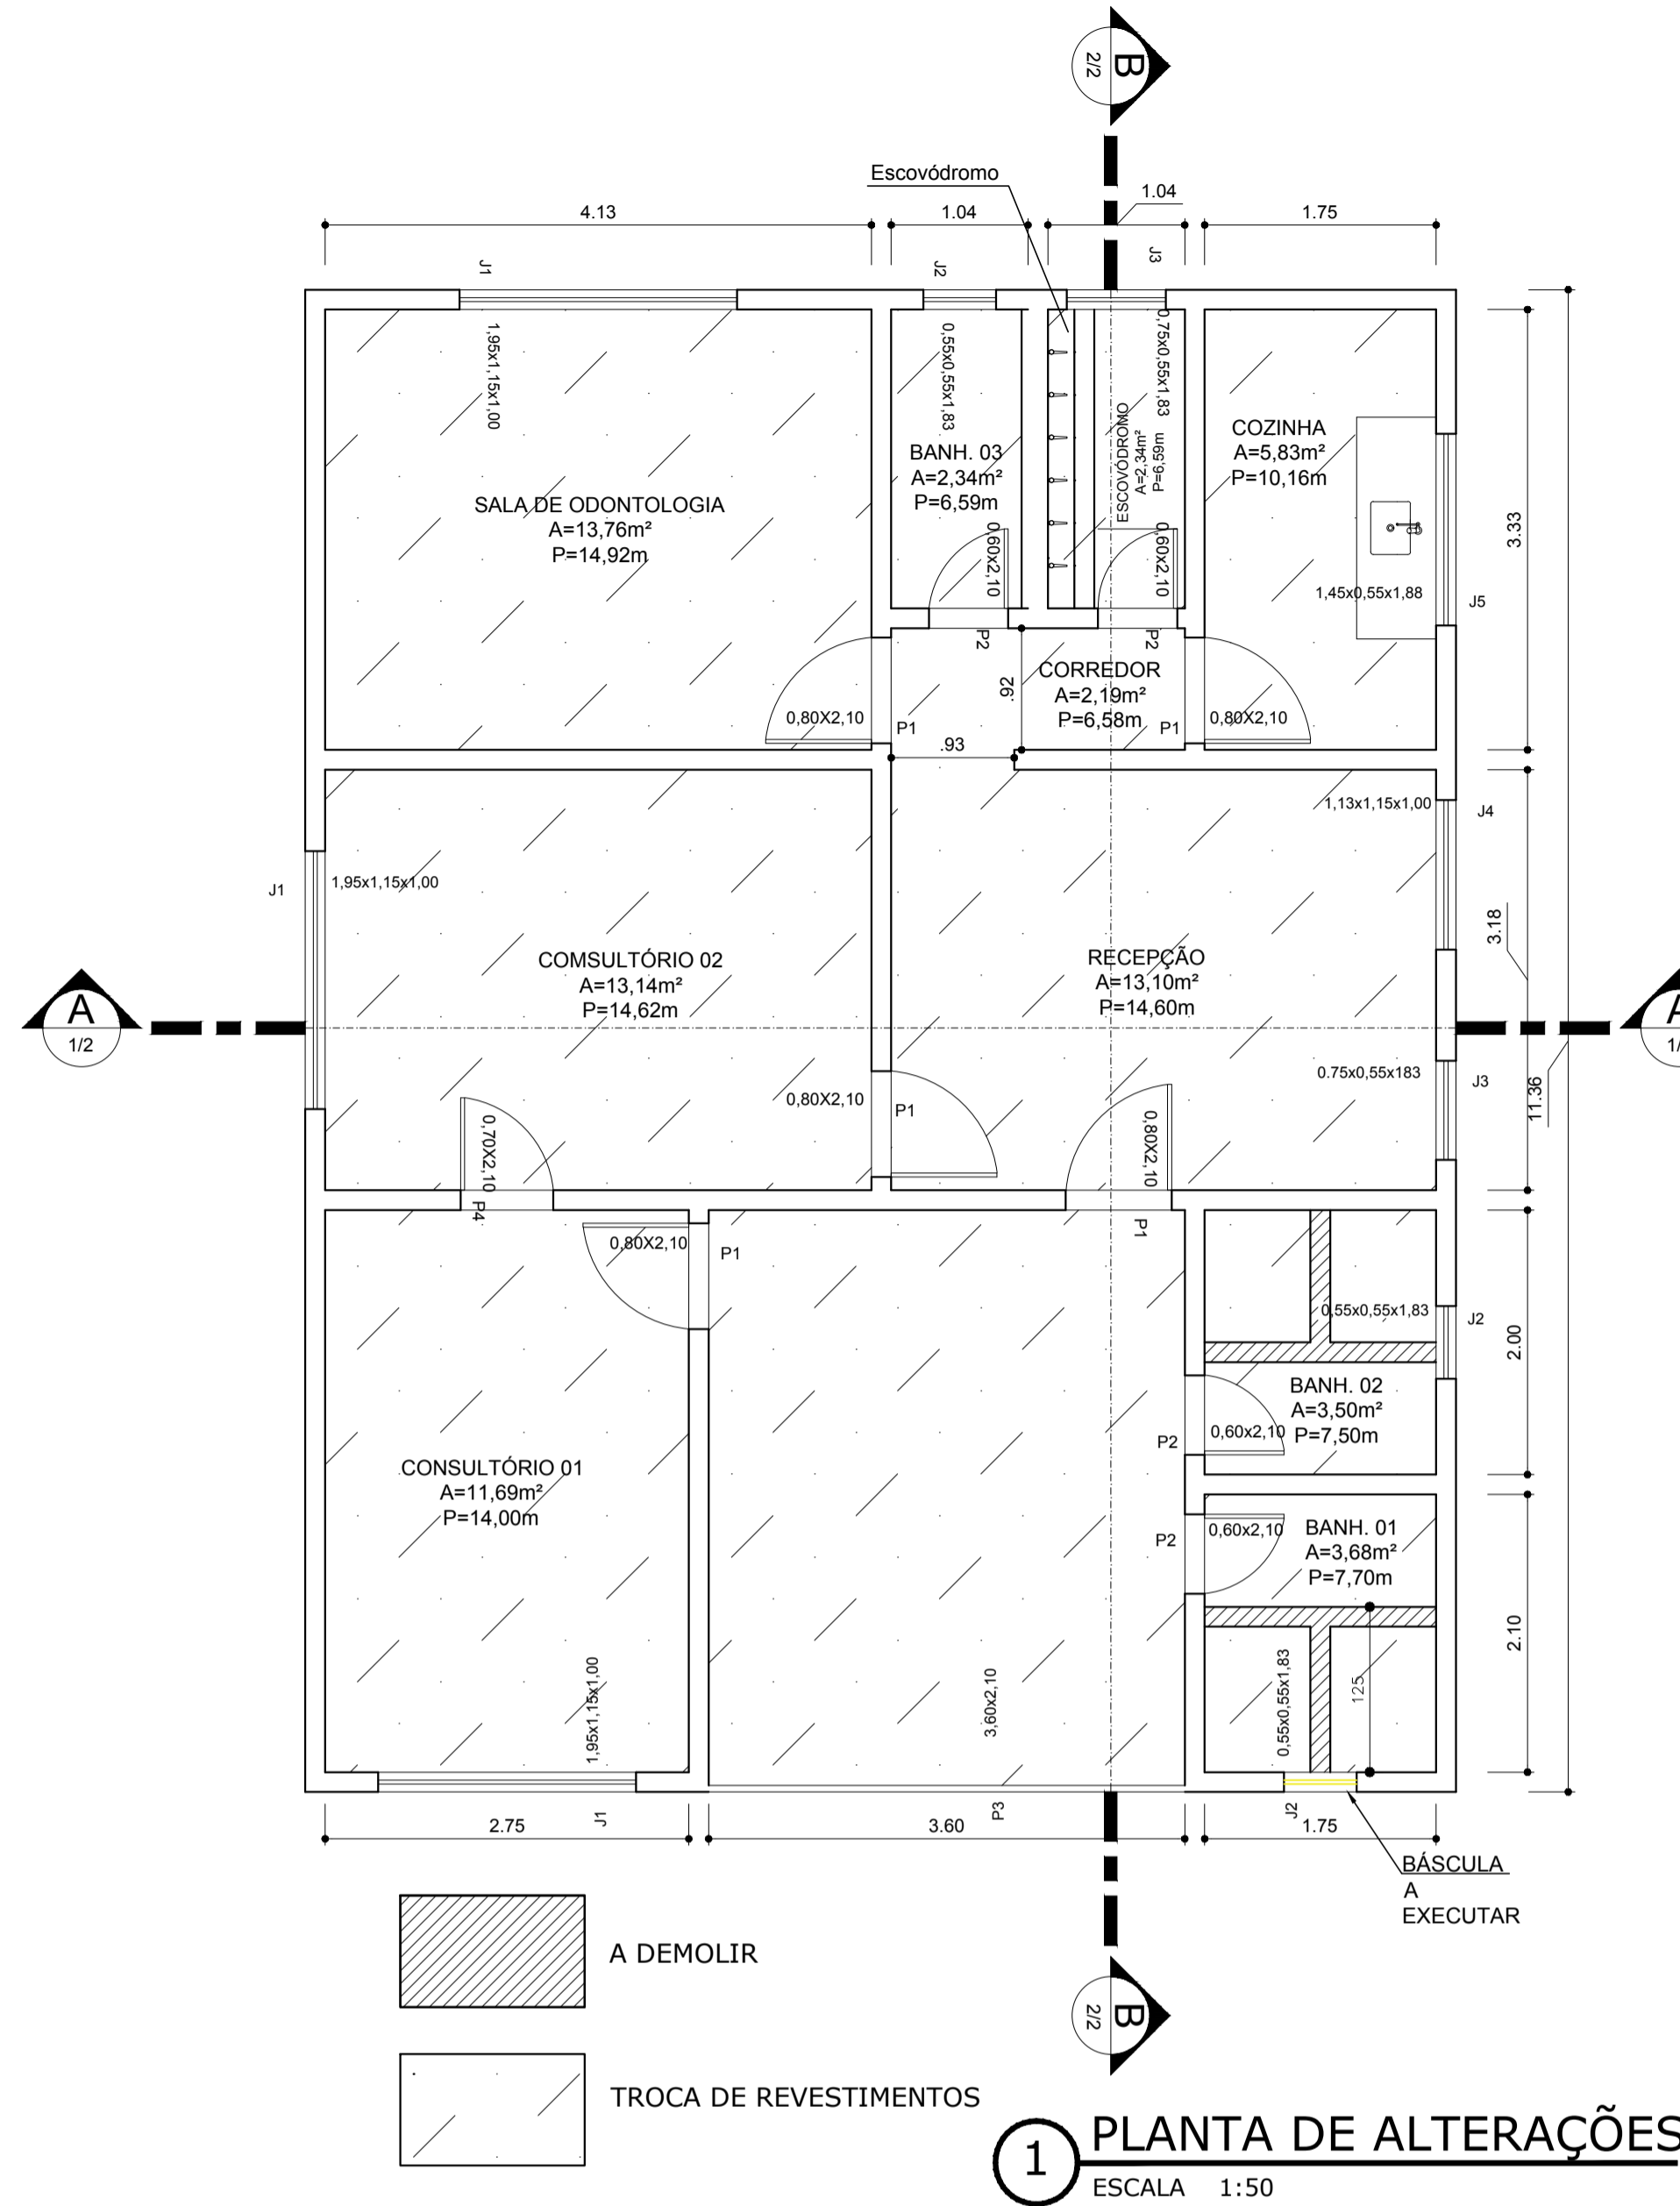 B
2/2
Escovódromo
4.13
1.04
1.04
1.75
J1
J2
J3
1,95x1,15x1,00
0,55x0,55x1,83
0,75x0,55x1,83
SALA DE ODONTOLOGIA
A=13,76m²
P=14,92m
BANH. 03
A=2,34m²
P=6,59m
ESCOVÓDROMO
A=2,34m²
P=6,59m
COZINHA
A=5,83m²
P=10,16m
3.33
0,60x2,10
0,60x2,10
1,45x0,55x1,88
J5
P2
P2
.92
CORREDOR
A=2,19m²
P=6,58m
0,80X2,10
P1
P1
0,80X2,10
.93
1,13x1,15x1,00
J4
J1
1,95x1,15x1,00
3.18
COMSULTÓRIO 02
A=13,14m²
P=14,62m
RECEPÇÃO
A=13,10m²
P=14,60m
A
1/2
A
1/
0.75x0,55x183
J3
11.36
0,80X2,10
P1
0,70X2,10
P4
0,80X2,10
P1
0,80X2,10
P1
0,55x0,55x1,83
J2
2.00
BANH. 02
A=3,50m²
P=7,50m
P2
0,60x2,10
CONSULTÓRIO 01
A=11,69m²
P=14,00m
P2
0,60x2,10
BANH. 01
A=3,68m²
P=7,70m
2.10
1,95x1,15x1,00
3,60x2,10
0,55x0,55x1,83
125
2.75
J1
3.60
P3
J2
1.75
BÁSCULA
A
EXECUTAR
A DEMOLIR
B
2/2
TROCA DE REVESTIMENTOS
1
PLANTA DE ALTERAÇÕES
ESCALA 1:50